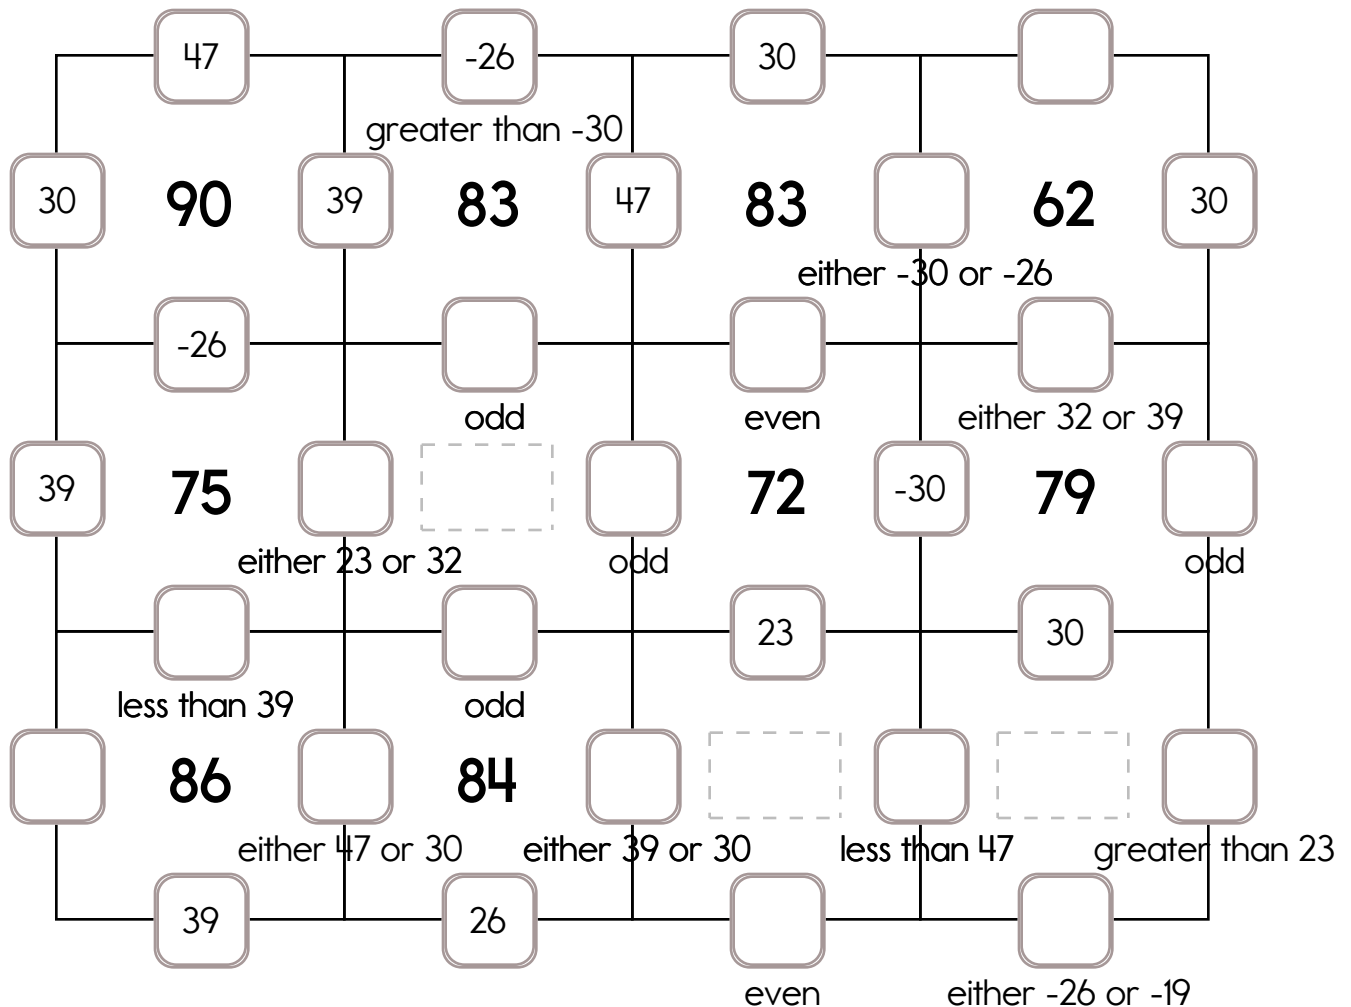 47 -26 30
greater than -30
30 90 39 83 47 83 62 30
either -30 or -26
-26
odd even either 32 or 39
39 75 72 -30 79
either 23 or 32 odd odd
23 30
less than 39 odd
86 84
either 47 or 30 either 39 or 30 less than 47 greater than 23
39 26
even either -26 or -19